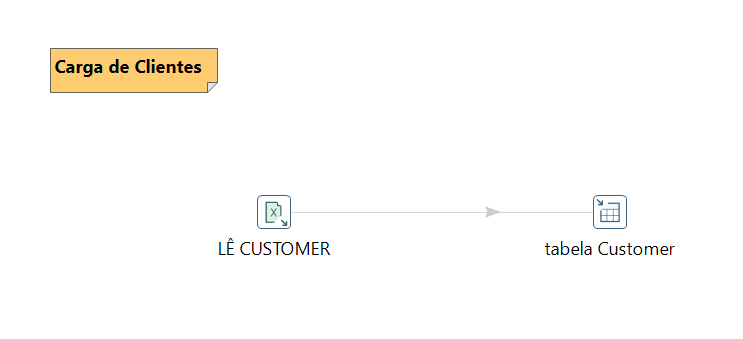 Carga de Clientes
LÊ CUSTOMER
tabela Customer